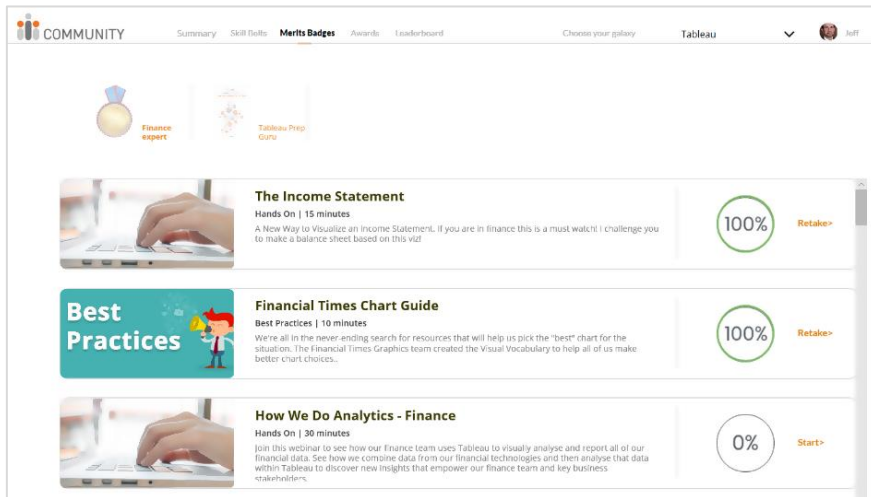 COMMUNITY
Summary Skill Belts Merits Badges Awards Leaderboard Choose your galaxy Tableau Jeff
Finance
expert
Tableau Prep
Guru
The Income Statement
Hands On | 15 minutes
A New Way to Visualize an Income Statement. If you are in finance this is a must watch! I challenge you
to make a balance sheet based on this viz!
100%
Retake>
Best
Practices
Financial Times Chart Guide
Best Practices | 10 minutes
We're all in the never-ending search for resources that will help us pick the "best" chart for the
situation. The Financial Times Graphics team created the Visual Vocabulary to help all of us make
better chart choices..
100%
Retake>
How We Do Analytics - Finance
Hands On | 30 minutes
Join this webinar to see how our finance team uses Tableau to visually analyse and report all of our
financial data. See how we combine data from our financial technologies and then analyse that data
within Tableau to discover new insights that empower our finance team and key business
stakeholders.
0%
Start>